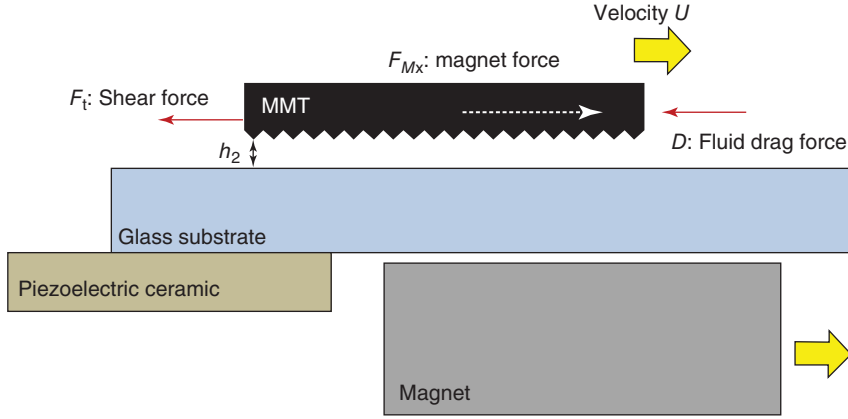 Velocity U
F_Mx: magnet force
F_t: Shear force
MMT
h_2
D: Fluid drag force
Glass substrate
Piezoelectric ceramic
Magnet